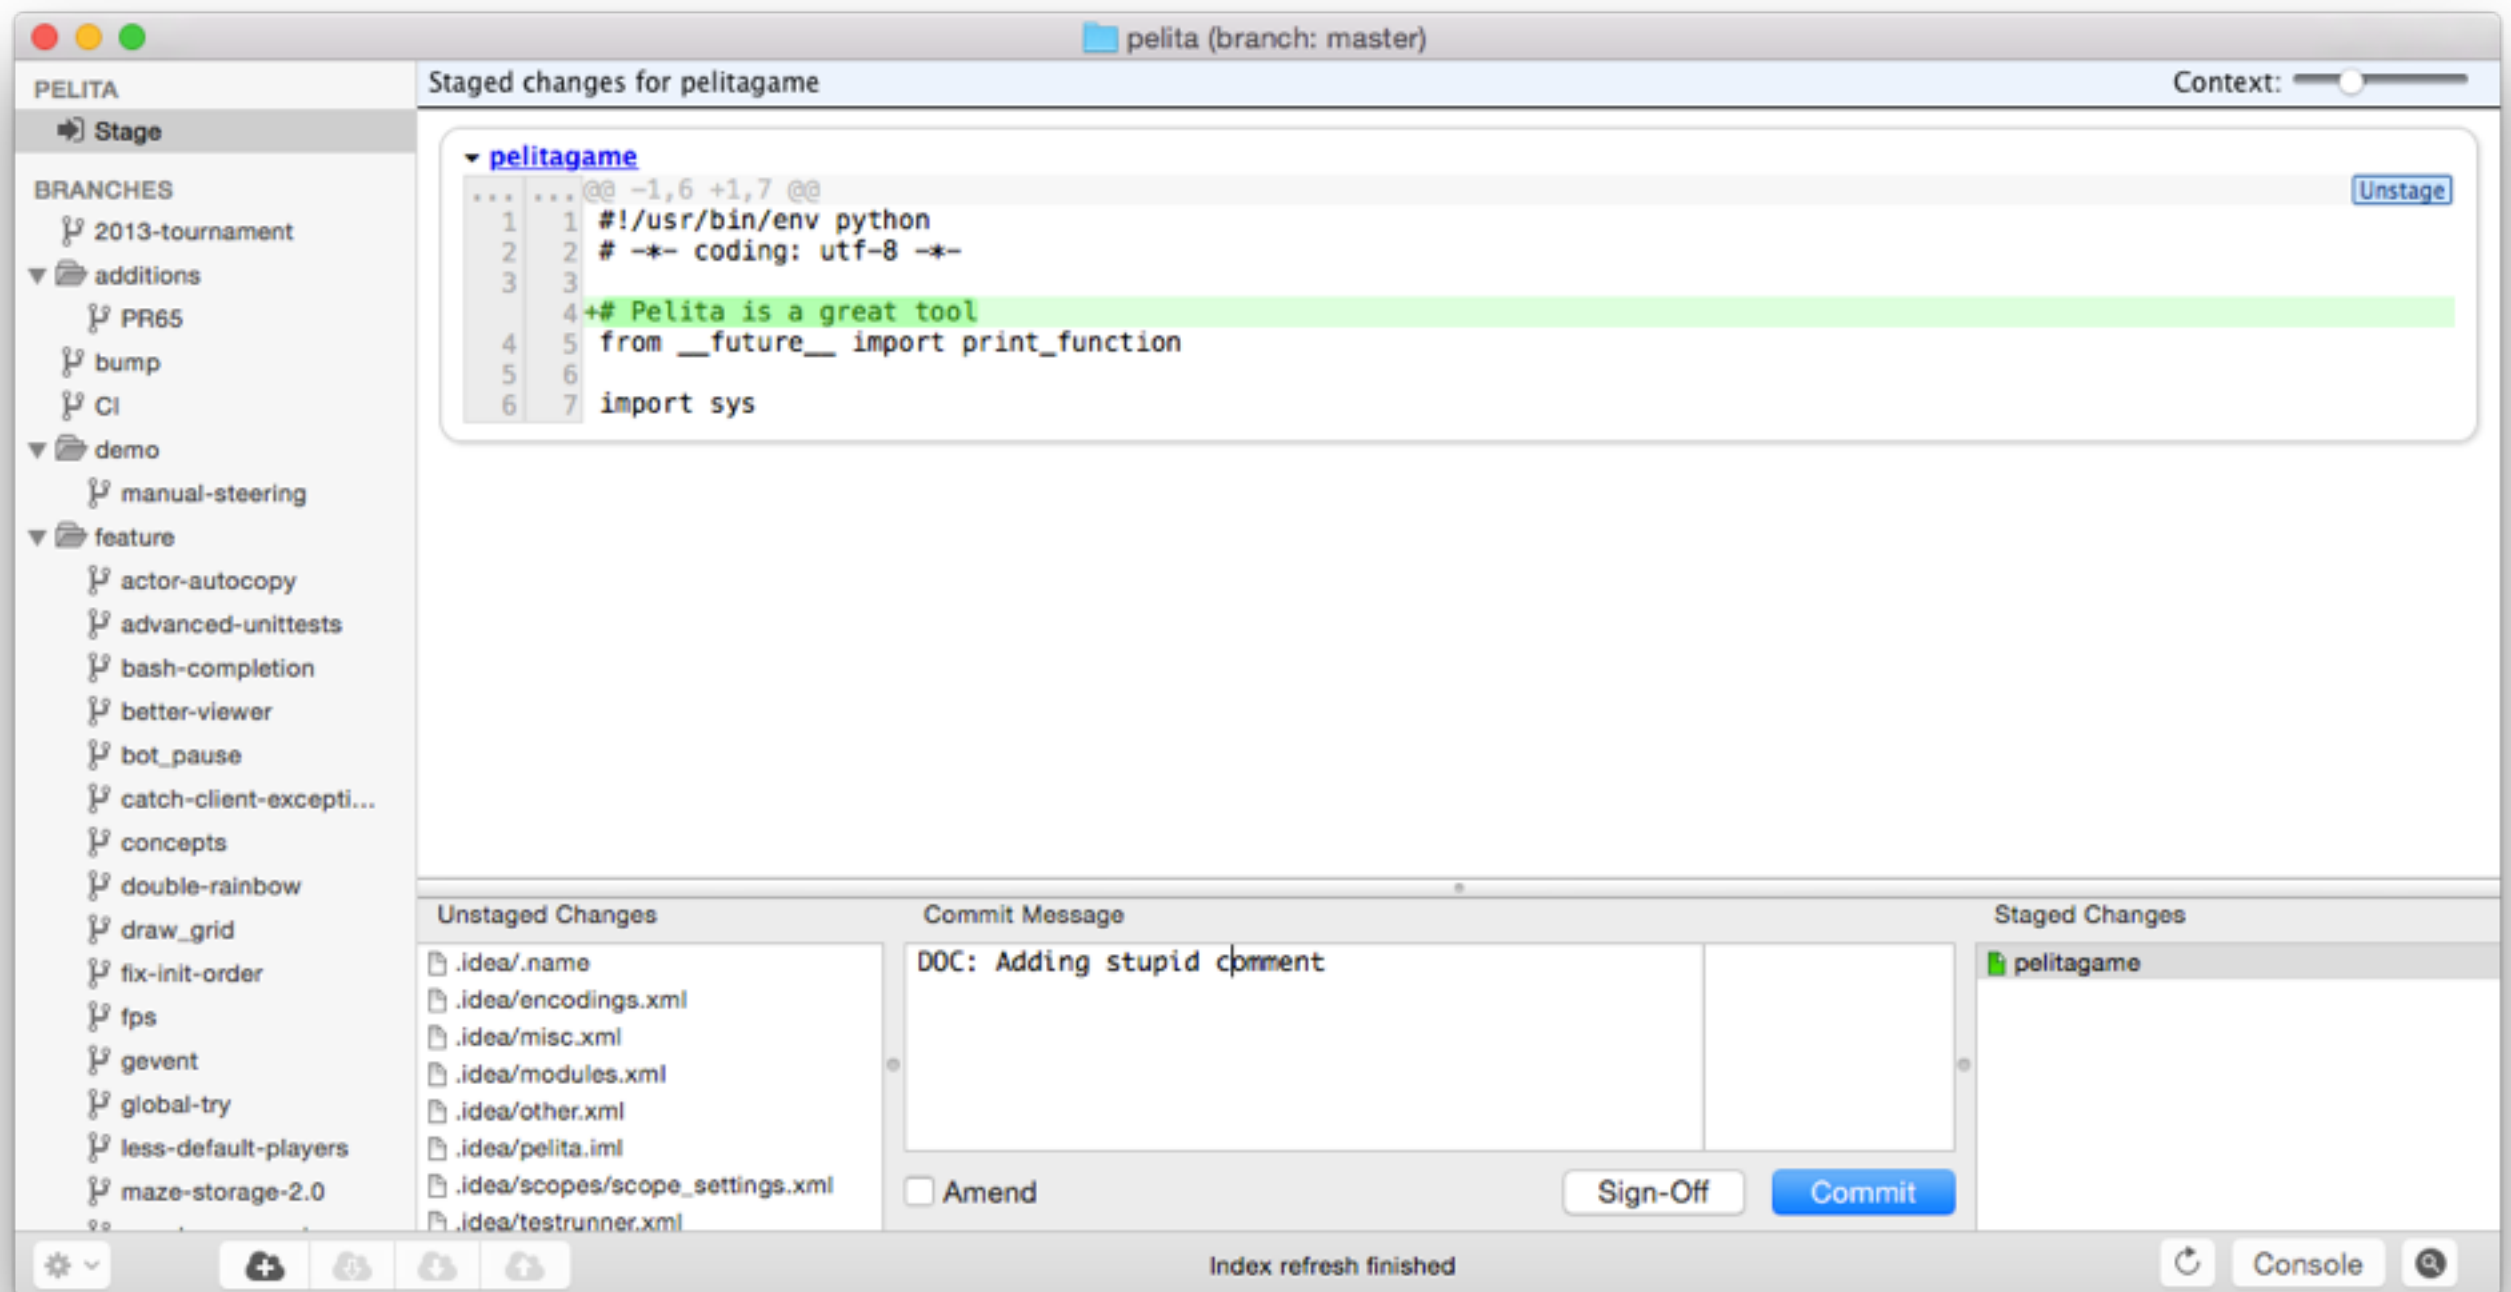 pelita (branch: master)
PELITA
Stage
BRANCHES
2013-tournament
additions
PR65
bump
CI
demo
manual-steering
feature
actor-autocopy
advanced-unittests
bash-completion
better-viewer
bot_pause
catch-client-excepti...
concepts
double-rainbow
draw_grid
fix-init-order
fps
gevent
global-try
less-default-players
maze-storage-2.0
Staged changes for pelitagame
Context:
pelitagame
... ... @@ -1,6 +1,7 @@
Unstage
1 1 #!/usr/bin/env python
2 2 # -*- coding: utf-8 -*-
3 3
4 +# Pelita is a great tool
4 5 from __future__ import print_function
5 6
6 7 import sys
Unstaged Changes
.idea/.name
.idea/encodings.xml
.idea/misc.xml
.idea/modules.xml
.idea/other.xml
.idea/pelita.iml
.idea/scopes/scope_settings.xml
.idea/testrunner.xml
Commit Message
DOC: Adding stupid comment
Amend
Sign-Off
Commit
Staged Changes
pelitagame
Index refresh finished
Console